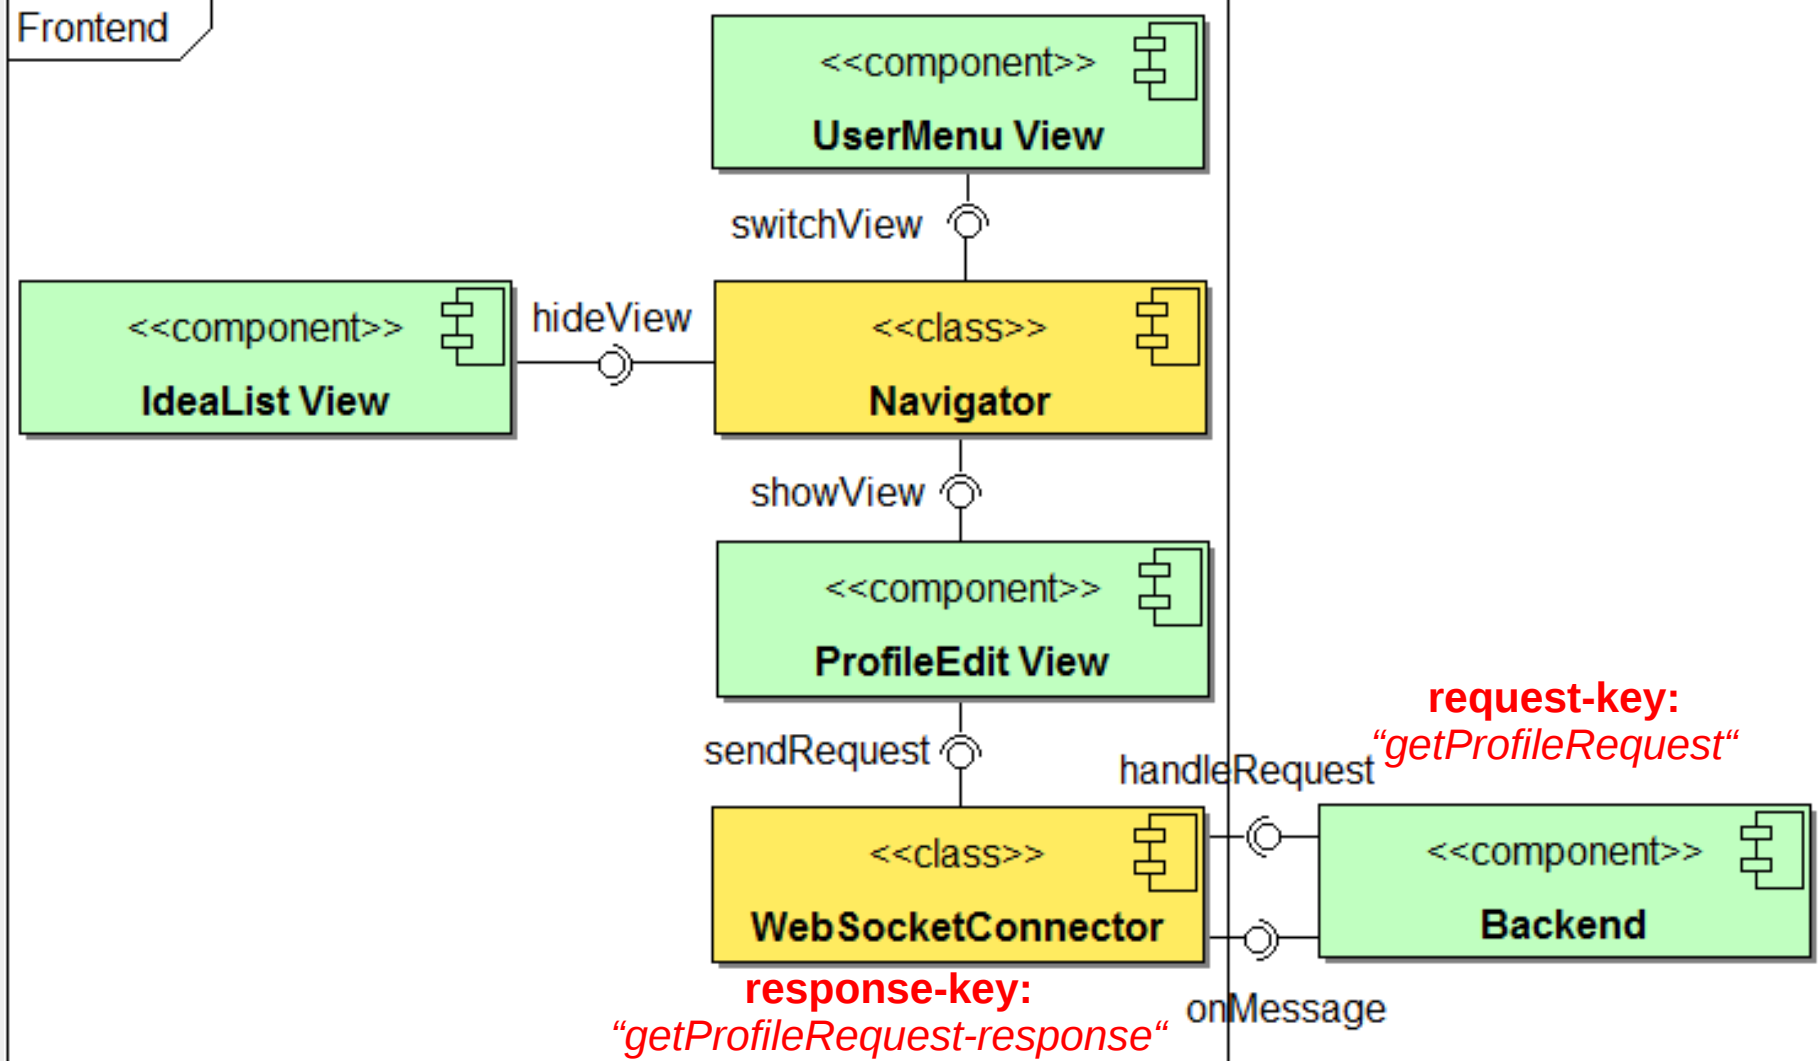 Frontend
<<component>>
UserMenu View
switchView
<<component>>
IdeaList View
hideView
<<class>>
Navigator
showView
<<component>>
ProfileEdit View
sendRequest
request-key:
“getProfileRequest“
handleRequest
<<class>>
WebSocketConnector
<<component>>
Backend
response-key:
“getProfileRequest-response“
onMessage